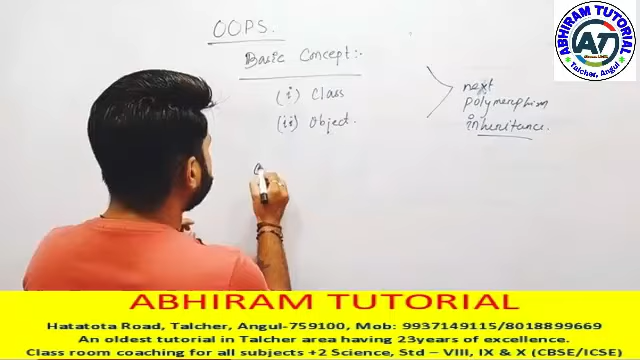 OOPS.
Basic Concept:-
(i) Class
(ii) Object.
next
polymorphism
inheritance.
ABHIRAM TUTORIAL
AT
Talcher, Angul
ABHIRAM TUTORIAL
Hatatota Road, Talcher, Angul-759100, Mob: 9937149115/8018899669
An oldest tutorial in Talcher area having 23years of excellence.
Class room coaching for all subjects +2 Science, Std – VIII, IX & X (CBSE/ICSE)